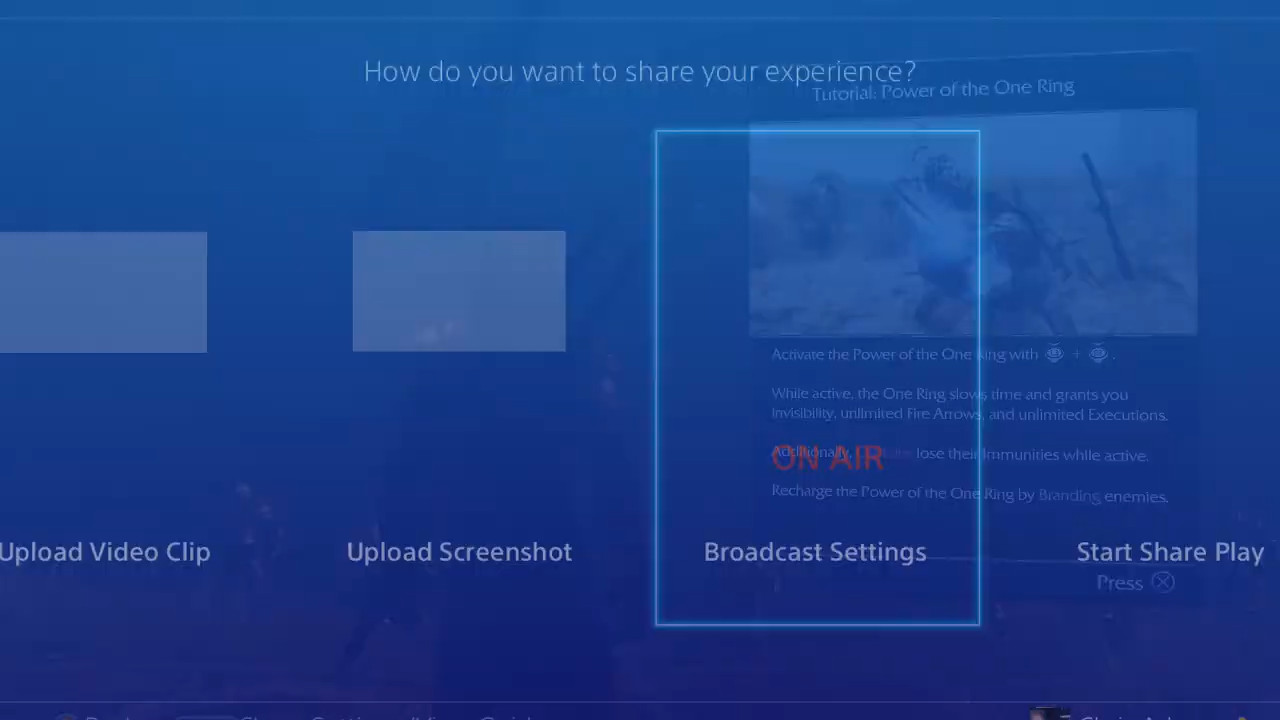 How do you want to share your experience?
Tutorial: Power of the One Ring
Activate the Power of the One Ring with + .
While active, the One Ring slows time and grants you
Invisibility, unlimited Fire Arrows, and unlimited Executions.
Additionally, lose their Immunities while active.
ON AIR
Recharge the Power of the One Ring by Branding enemies.
Upload Video Clip
Upload Screenshot
Broadcast Settings
Start Share Play
Press